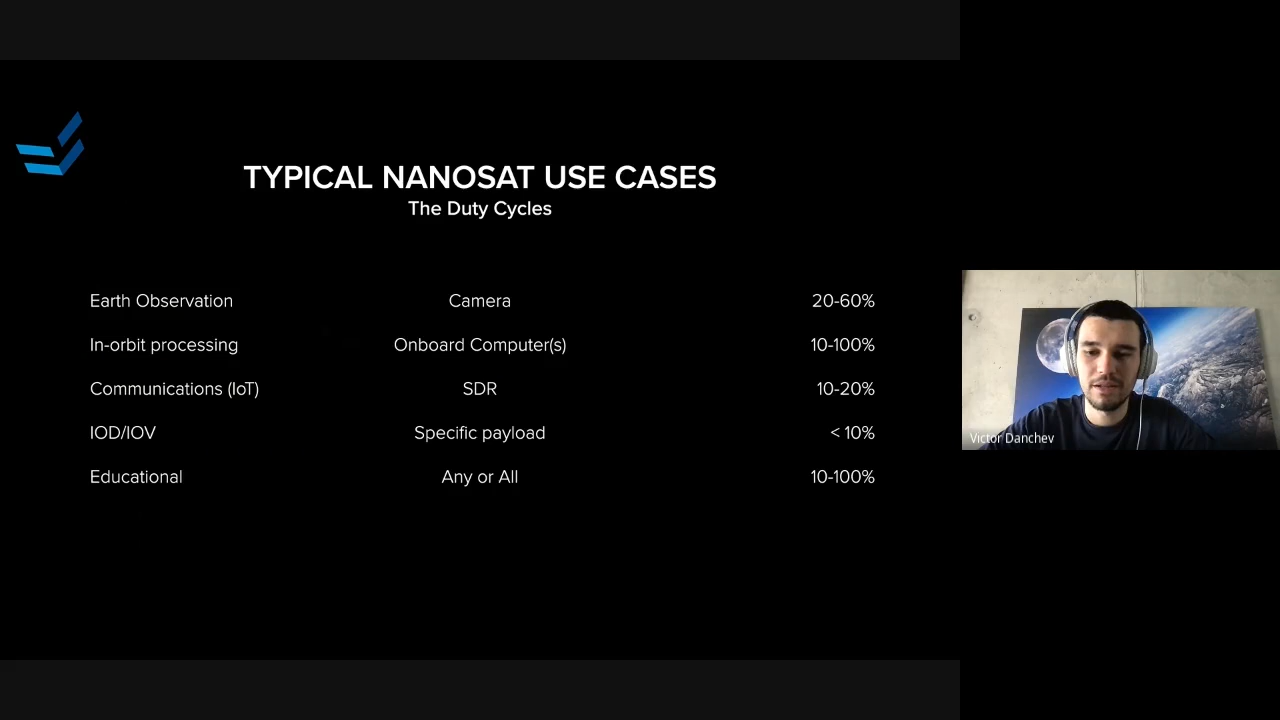 TYPICAL NANOSAT USE CASES
The Duty Cycles
Earth Observation Camera 20-60%
In-orbit processing Onboard Computer(s) 10-100%
Communications (IoT) SDR 10-20%
IOD/IOV Specific payload < 10%
Educational Any or All 10-100%
Victor Danchev